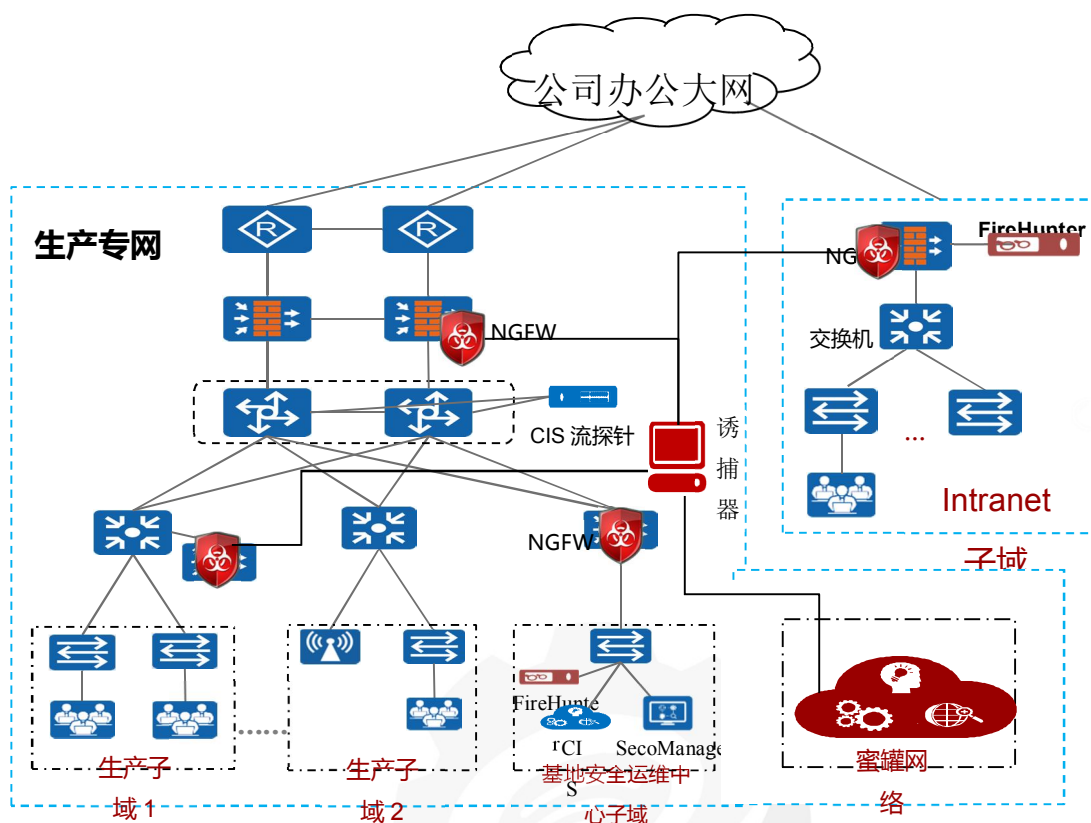 公司办公大网
生产专网
R
R
FireHunter
NG
NGFW
交换机
CIS 流探针
诱
捕
器
...
Intranet
子域
NGFW
FireHunte
rCI
S
SecoManage
生产子
域 1
生产子
域 2
基地安全运维中
心子域
蜜罐网
络